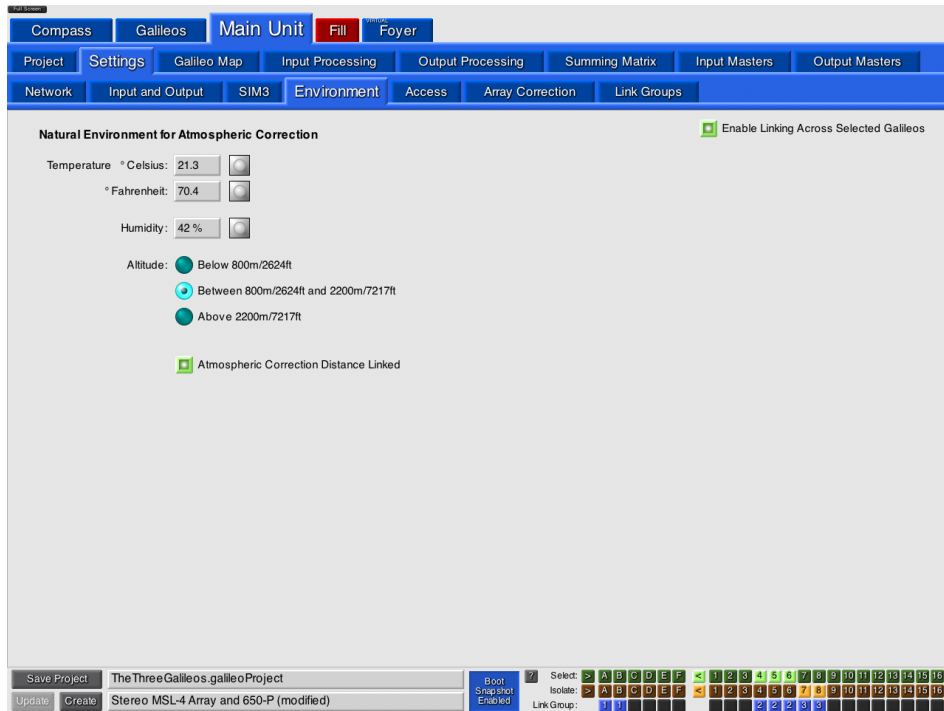 Full Screen
Compass Galileos Main Unit Fill VIRTUAL Foyer
Project Settings Galileo Map Input Processing Output Processing Summing Matrix Input Masters Output Masters
Network Input and Output SIM3 Environment Access Array Correction Link Groups
Natural Environment for Atmospheric Correction
Enable Linking Across Selected Galileos
Temperature ° Celsius: 21.3
° Fahrenheit: 70.4
Humidity: 42 %
Altitude: Below 800m/2624ft
Between 800m/2624ft and 2200m/7217ft
Above 2200m/7217ft
Atmospheric Correction Distance Linked
Save Project TheThreeGalileos.galileoProject
Update Create Stereo MSL-4 Array and 650-P (modified)
Boot
Snapshot
Enabled
? Select: > A B C D E F < 1 2 3 4 5 6 7 8 9 10 11 12 13 14 15 16
Isolate: > A B C D E F < 1 2 3 4 5 6 7 8 9 10 11 12 13 14 15 16
Link Group: 1 1 2 2 2 3 3